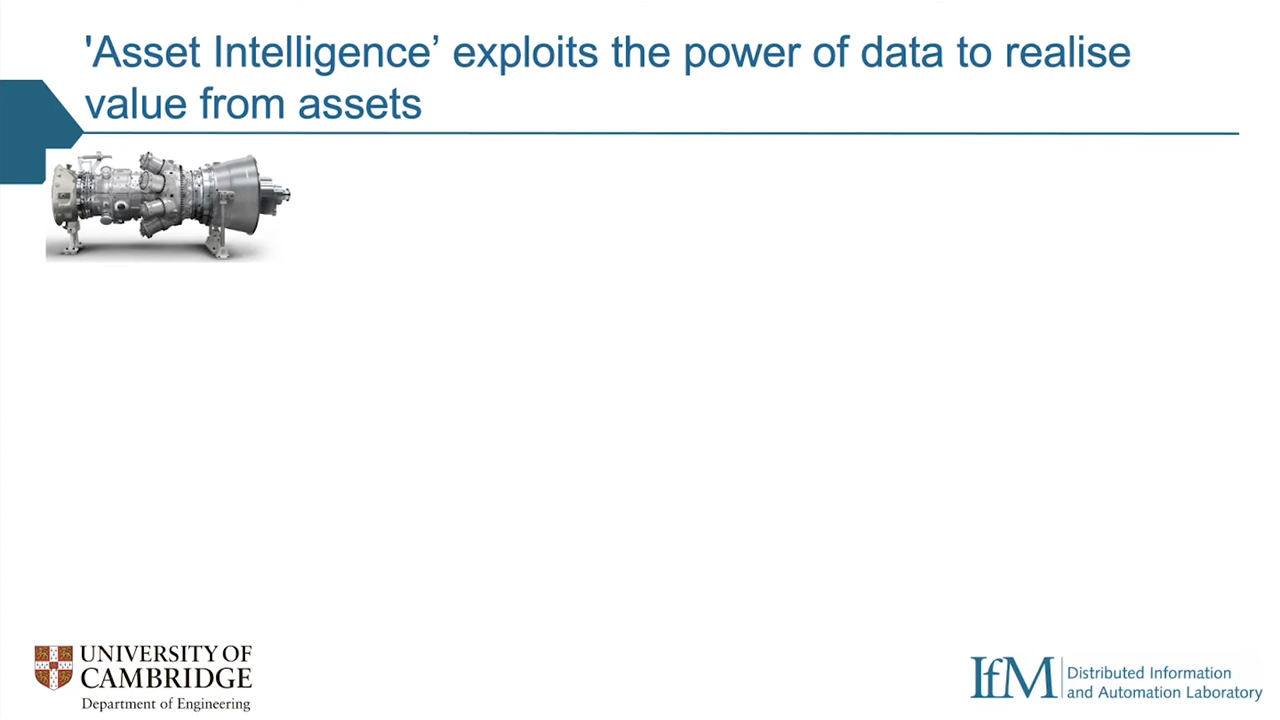 'Asset Intelligence’ exploits the power of data to realise
value from assets
UNIVERSITY OF
CAMBRIDGE
Department of Engineering
IfM
Distributed Information
and Automation Laboratory